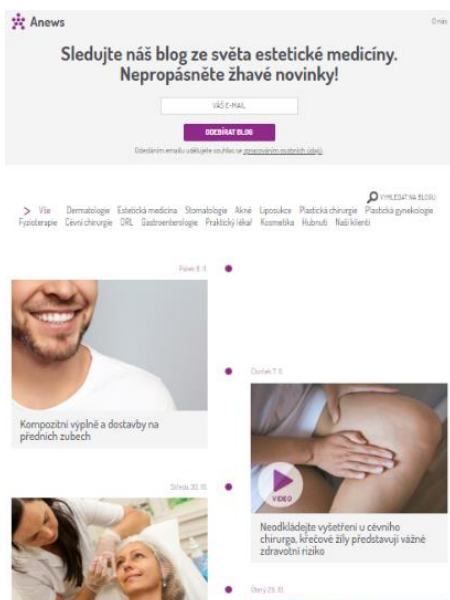 Anews
O nás
Sledujte náš blog ze světa estetické medicíny.
Nepropásněte žhavé novinky!
VÁŠ E-MAIL
ODEBÍRAT BLOG
Odesláním emailu udělujete souhlas se zpracováním osobních údajů.
VYHLEDAT NA BLOGU
Vše Dermatologie Estetická medicína Stomatologie Akné Liposukce Plastická chirurgie Plastická gynekologie
Fyzioterapie Cévní chirurgie ORL Gastroenterologie Praktický lékař Kosmetika Hubnutí Naši klienti
Pátek 8. 11.
Čtvrtek 7. 11.
Kompozitní výplně a dostavby na
předních zubech
VIDEO
Středa 30. 10.
Neodkládejte vyšetření u cévního
chirurga, křečové žíly představují vážné
zdravotní riziko
Úterý 29. 10.